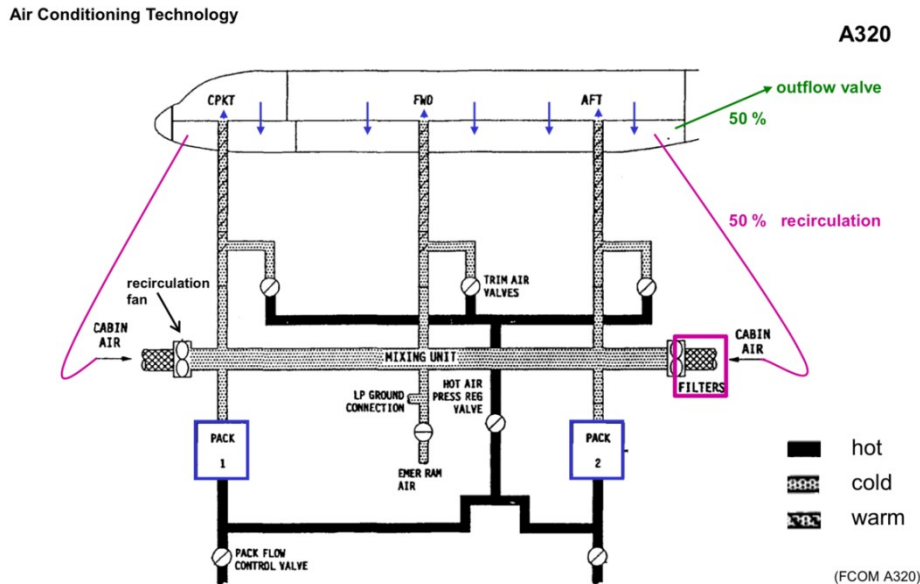 Air Conditioning Technology
A320
outflow valve
50 %
CPKT
FWD
AFT
50 % recirculation
recirculation
fan
TRIM AIR
VALVES
CABIN
AIR
MIXING UNIT
CABIN
AIR
FILTERS
LP GROUND
CONNECTION
HOT AIR
PRESS REG
VALVE
PACK
1
EMER RAM
AIR
PACK
2
hot
cold
warm
PACK FLOW
CONTROL VALVE
(FCOM A320)